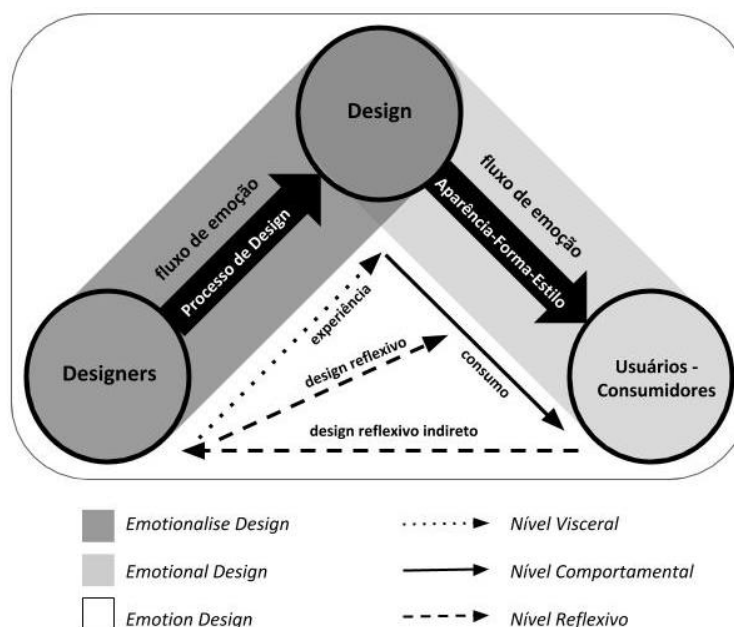 Design
fluxo de emoção
Processo de Design
fluxo de emoção
Aparência-Forma-Estilo
Designers
experiência
design reflexivo
consumo
Usuários -
Consumidores
design reflexivo indireto
Emotionalise Design
Nível Visceral
Emotional Design
Nível Comportamental
Emotion Design
Nível Reflexivo